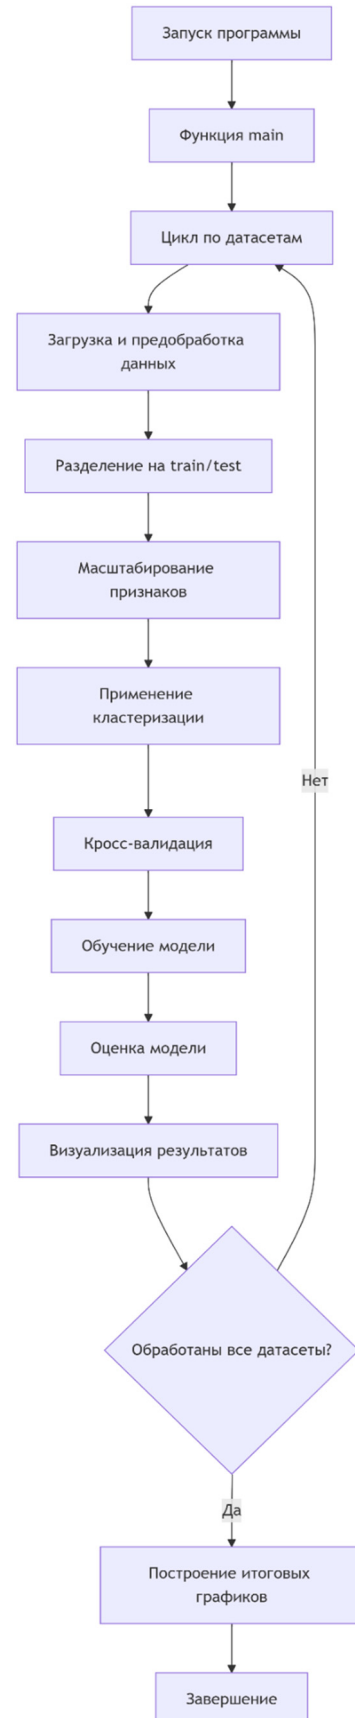 Запуск программы
Функция main
Цикл по датасетам
Загрузка и предобработка
данных
Разделение на train/test
Масштабирование
признаков
Применение
кластеризации
Нет
Кросс-валидация
Обучение модели
Оценка модели
Визуализация результатов
Обработаны все датасеты?
Да
Построение итоговых
графиков
Завершение